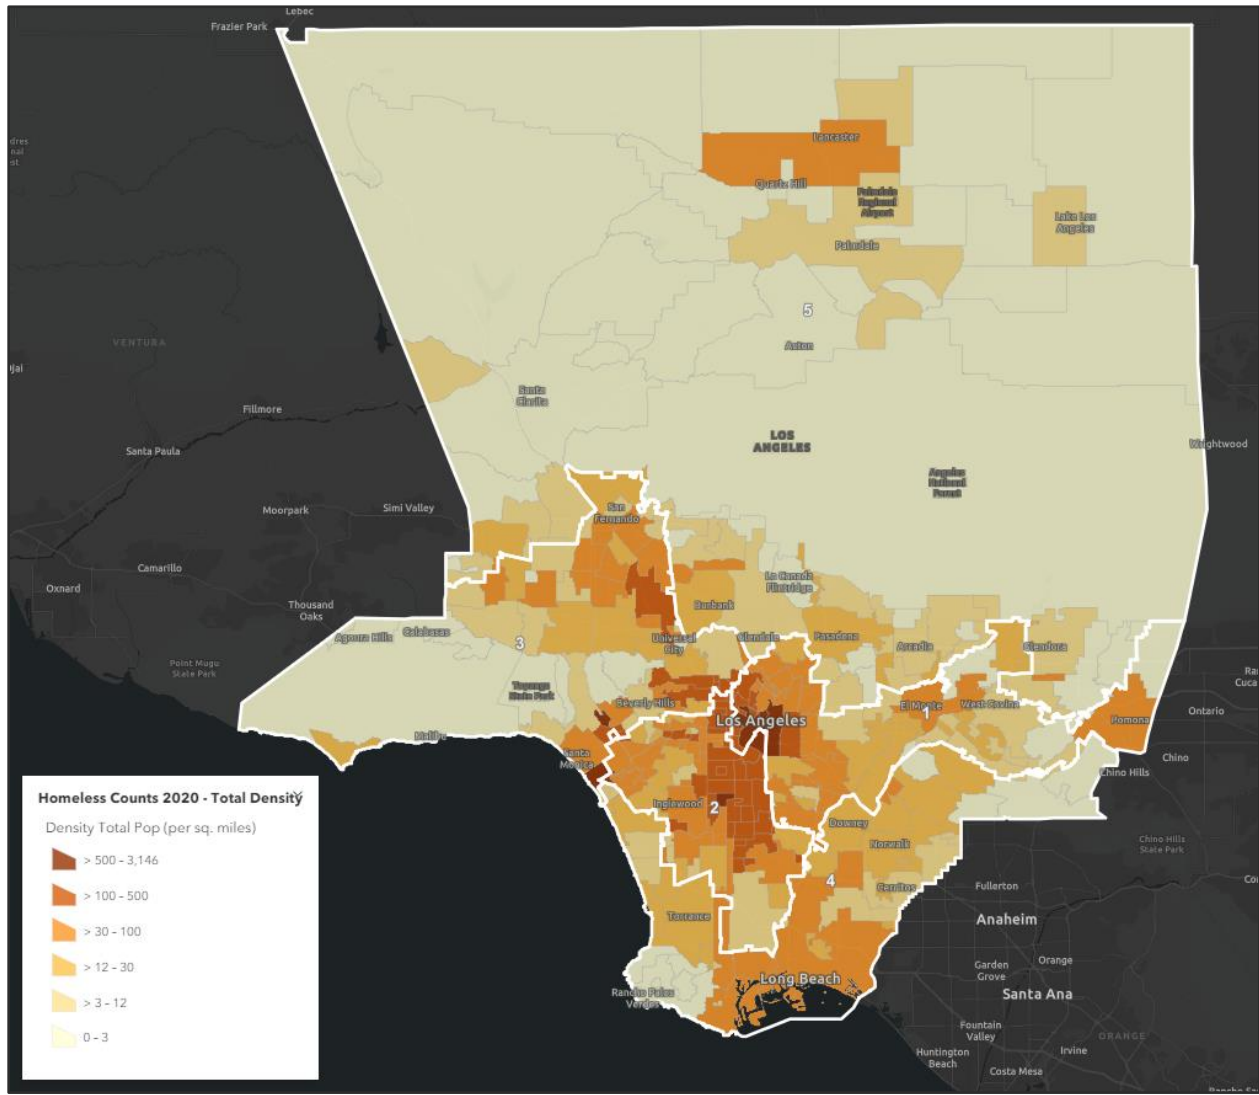 Lebec
Frazier Park
Lancaster
Quartz Hill
Palmdale
Regional
Airport
Lake Los
Angeles
Palmdale
5
VENTURA
Acton
Ojai
Santa
Clarita
Fillmore
LOS
ANGELES
Santa Paula
Wrightwood
Angeles
National
Forest
Moorpark
Simi Valley
San
Fernando
Camarillo
La Canada
Flintridge
Oxnard
Thousand
Oaks
Burbank
Agoura Hills
Calabasas
3
Universal
City
Glendale
Pasadena
Arcadia
Glendora
Point Mugu
State Park
Topanga
State Park
Ra
Cuca
Beverly Hills
El Monte
1
West Covina
Ontario
Los Angeles
Pomona
Malibu
Santa
Monica
Chino
Chino Hills
Homeless Counts 2020 - Total Density
Density Total Pop (per sq. miles)
> 500 - 3,146
> 100 - 500
> 30 - 100
> 12 - 30
> 3 - 12
0 - 3
Inglewood
2
Downey
Norwalk
Chino Hills
State Park
4
Cerritos
Fullerton
Torrance
Anaheim
Long Beach
Garden
Grove
Orange
Rancho Palos
Verdes
Santa Ana
Fountain
Valley
ORANGE
Huntington
Beach
Irvine
Costa Mesa